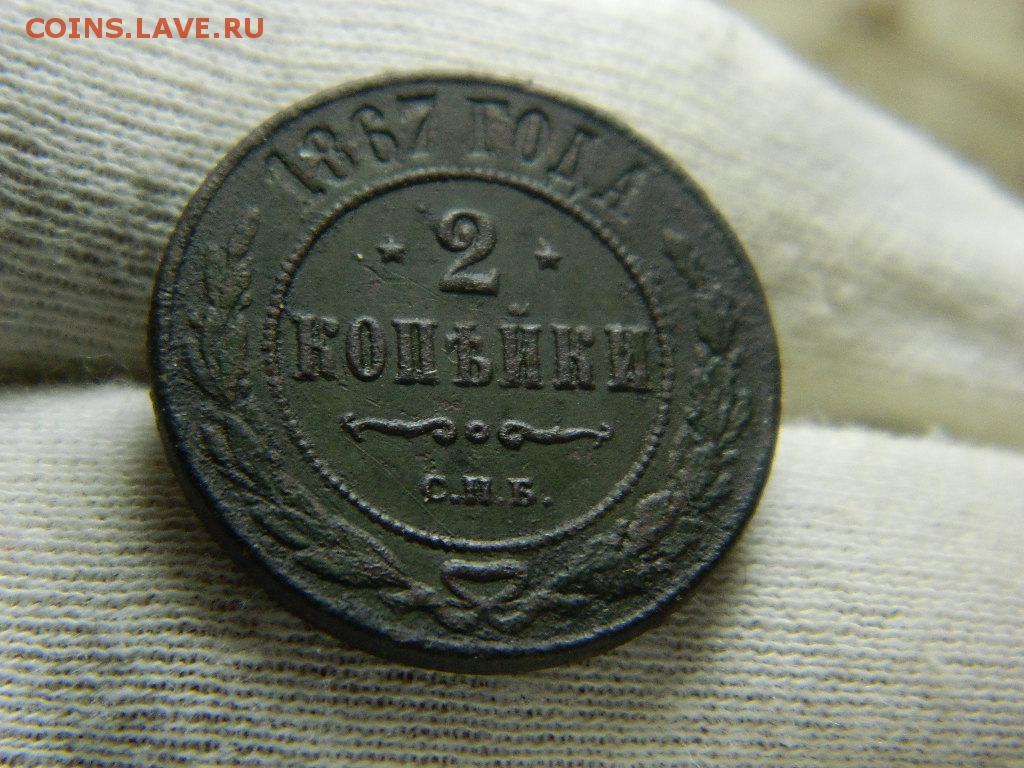 COINS.LAVE.RU
1867 ГОДА
2
КОПѢЙКИ
С.П.Б.